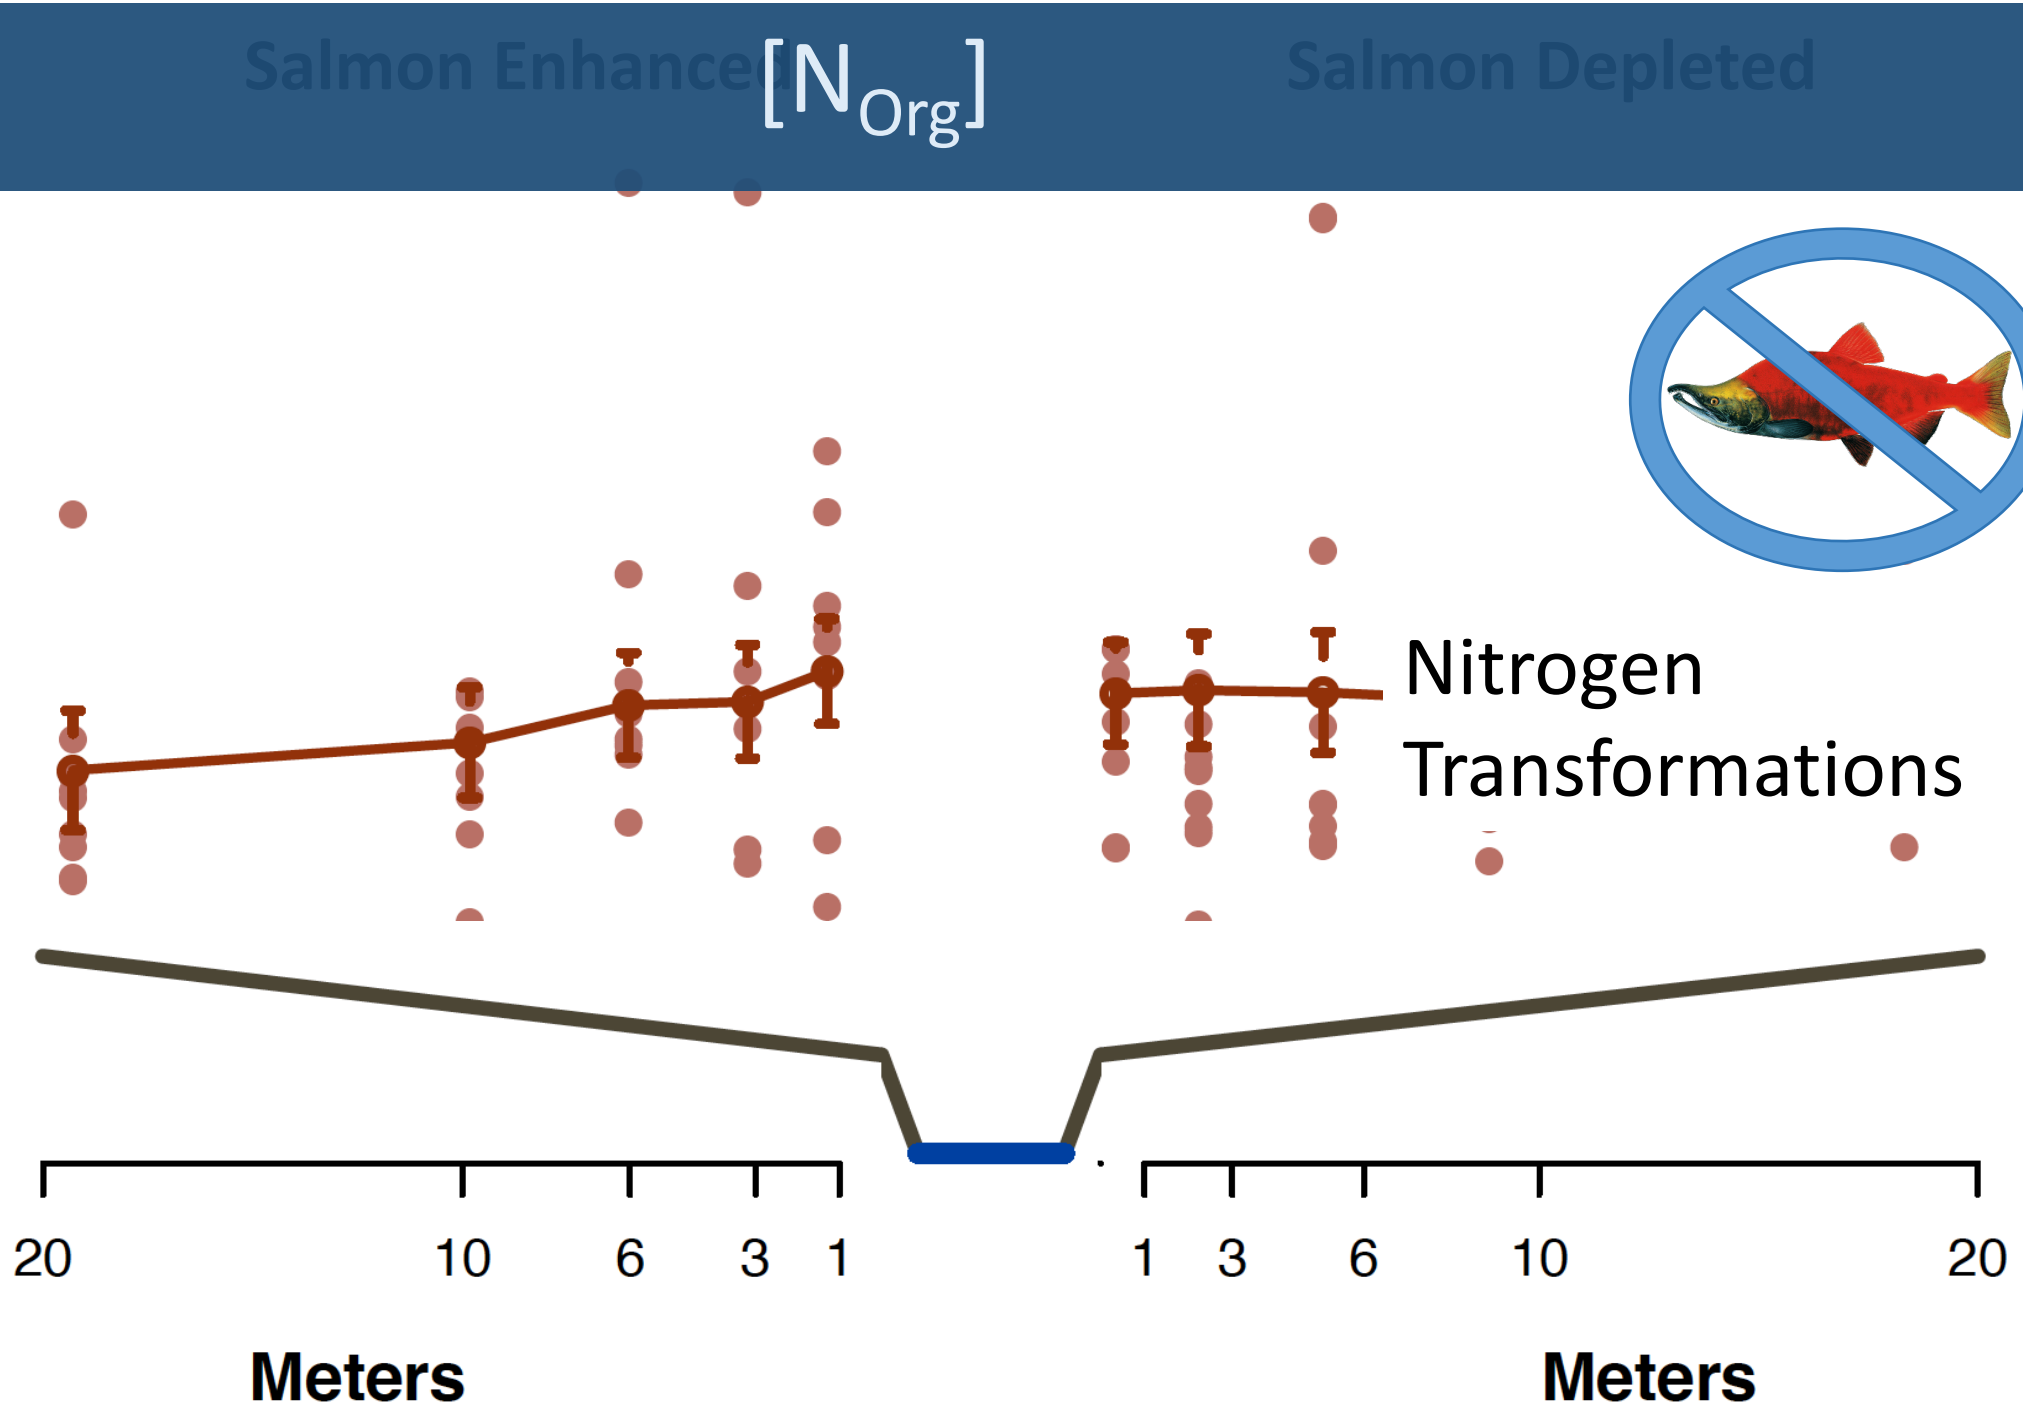 Salmon Enhanced
[NOrg]
Salmon Depleted
Nitrogen
Transformations
20 10 6 3 1 1 3 6 10 20
Meters Meters